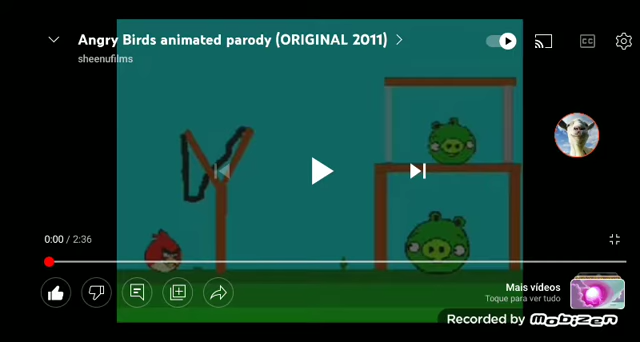 Angry Birds animated parody (ORIGINAL 2011)
CC
sheenufilms
0:00 / 2:36
Mais vídeos
Toque para ver tudo
Recorded by MOBIZEN